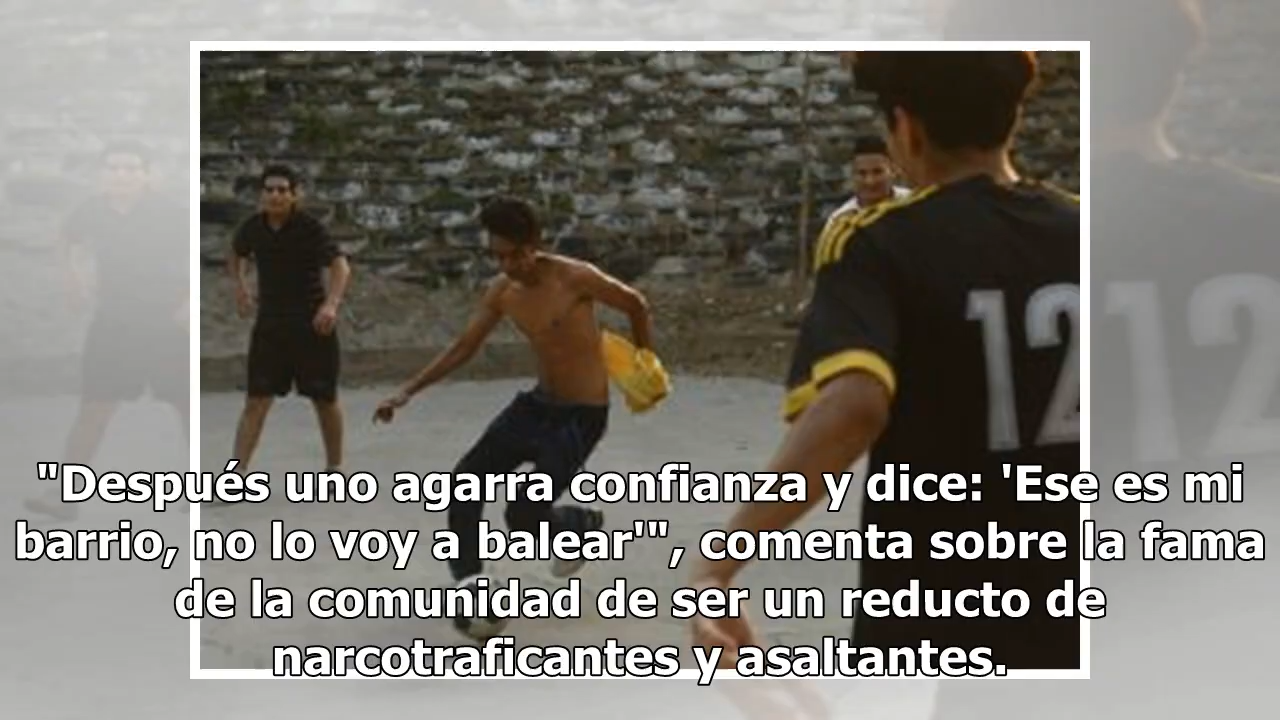 "Después uno agarra confianza y dice: 'Ese es mi
barrio, no lo voy a balear'", comenta sobre la fama
de la comunidad de ser un reducto de
narcotraficantes y asaltantes.
12
12